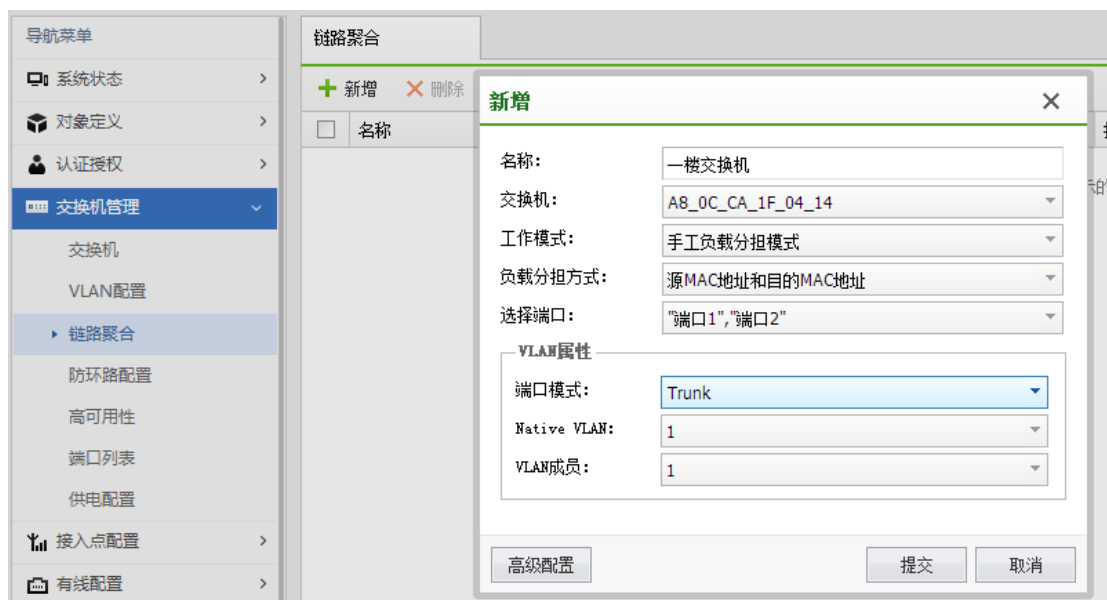 导航菜单
系统状态
对象定义
认证授权
交换机管理
交换机
VLAN配置
链路聚合
防环路配置
高可用性
端口列表
供电配置
接入点配置
有线配置
链路聚合
新增 删除
名称
新增
名称: 一楼交换机
交换机: A8_0C_CA_1F_04_14
工作模式: 手工负载分担模式
负载分担方式: 源MAC地址和目的MAC地址
选择端口: "端口1","端口2"
VLAN属性
端口模式: Trunk
Native VLAN: 1
VLAN成员: 1
高级配置 提交 取消